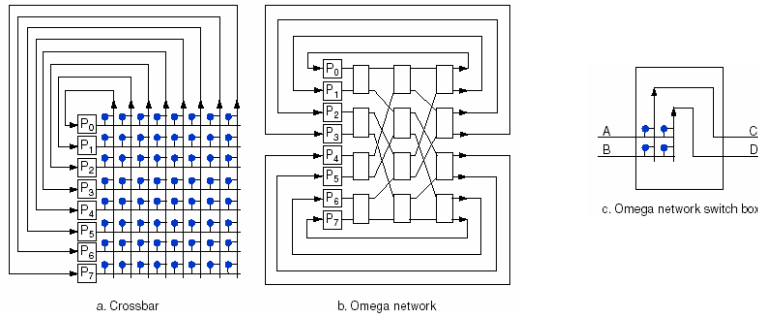 P0
P1
P2
P3
P4
P5
P6
P7
a. Crossbar
P0
P1
P2
P3
P4
P5
P6
P7
b. Omega network
A
B
C
D
c. Omega network switch box